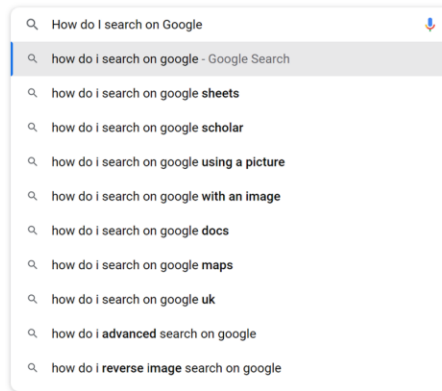 How do I search on Google
how do i search on google - Google Search
how do i search on google sheets
how do i search on google scholar
how do i search on google using a picture
how do i search on google with an image
how do i search on google docs
how do i search on google maps
how do i search on google uk
how do i advanced search on google
how do i reverse image search on google